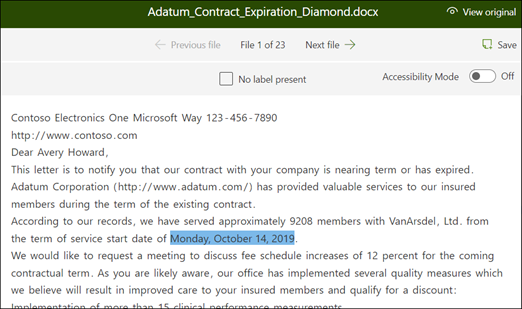 Adatum_Contract_Expiration_Diamond.docx
View original
Previous file
File 1 of 23
Next file
Save
No label present
Accessibility Mode
Off
Contoso Electronics One Microsoft Way 123-456-7890
http://www.contoso.com
Dear Avery Howard,
This letter is to notify you that our contract with your company is nearing term or has expired.
Adatum Corporation (http://www.adatum.com/) has provided valuable services to our insured
members during the term of the existing contract.
According to our records, we have served approximately 9208 members with VanArsdel, Ltd. from
the term of service start date of Monday, October 14, 2019.
We would like to request a meeting to discuss fee schedule increases of 12 percent for the coming
contractual term. As you are likely aware, our office has implemented several quality measures which
we believe will result in improved care to your insured members and qualify for a discount:
Implementation of more than 15 clinical performance measurements